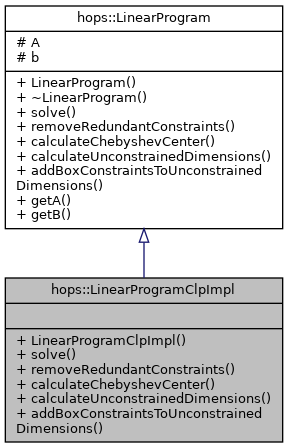 hops::LinearProgram
# A
# b
+ LinearProgram()
+ ~LinearProgram()
+ solve()
+ removeRedundantConstraints()
+ calculateChebyshevCenter()
+ calculateUnconstrainedDimensions()
+ addBoxConstraintsToUnconstrained
Dimensions()
+ getA()
+ getB()
hops::LinearProgramClpImpl
+ LinearProgramClpImpl()
+ solve()
+ removeRedundantConstraints()
+ calculateChebyshevCenter()
+ calculateUnconstrainedDimensions()
+ addBoxConstraintsToUnconstrained
Dimensions()